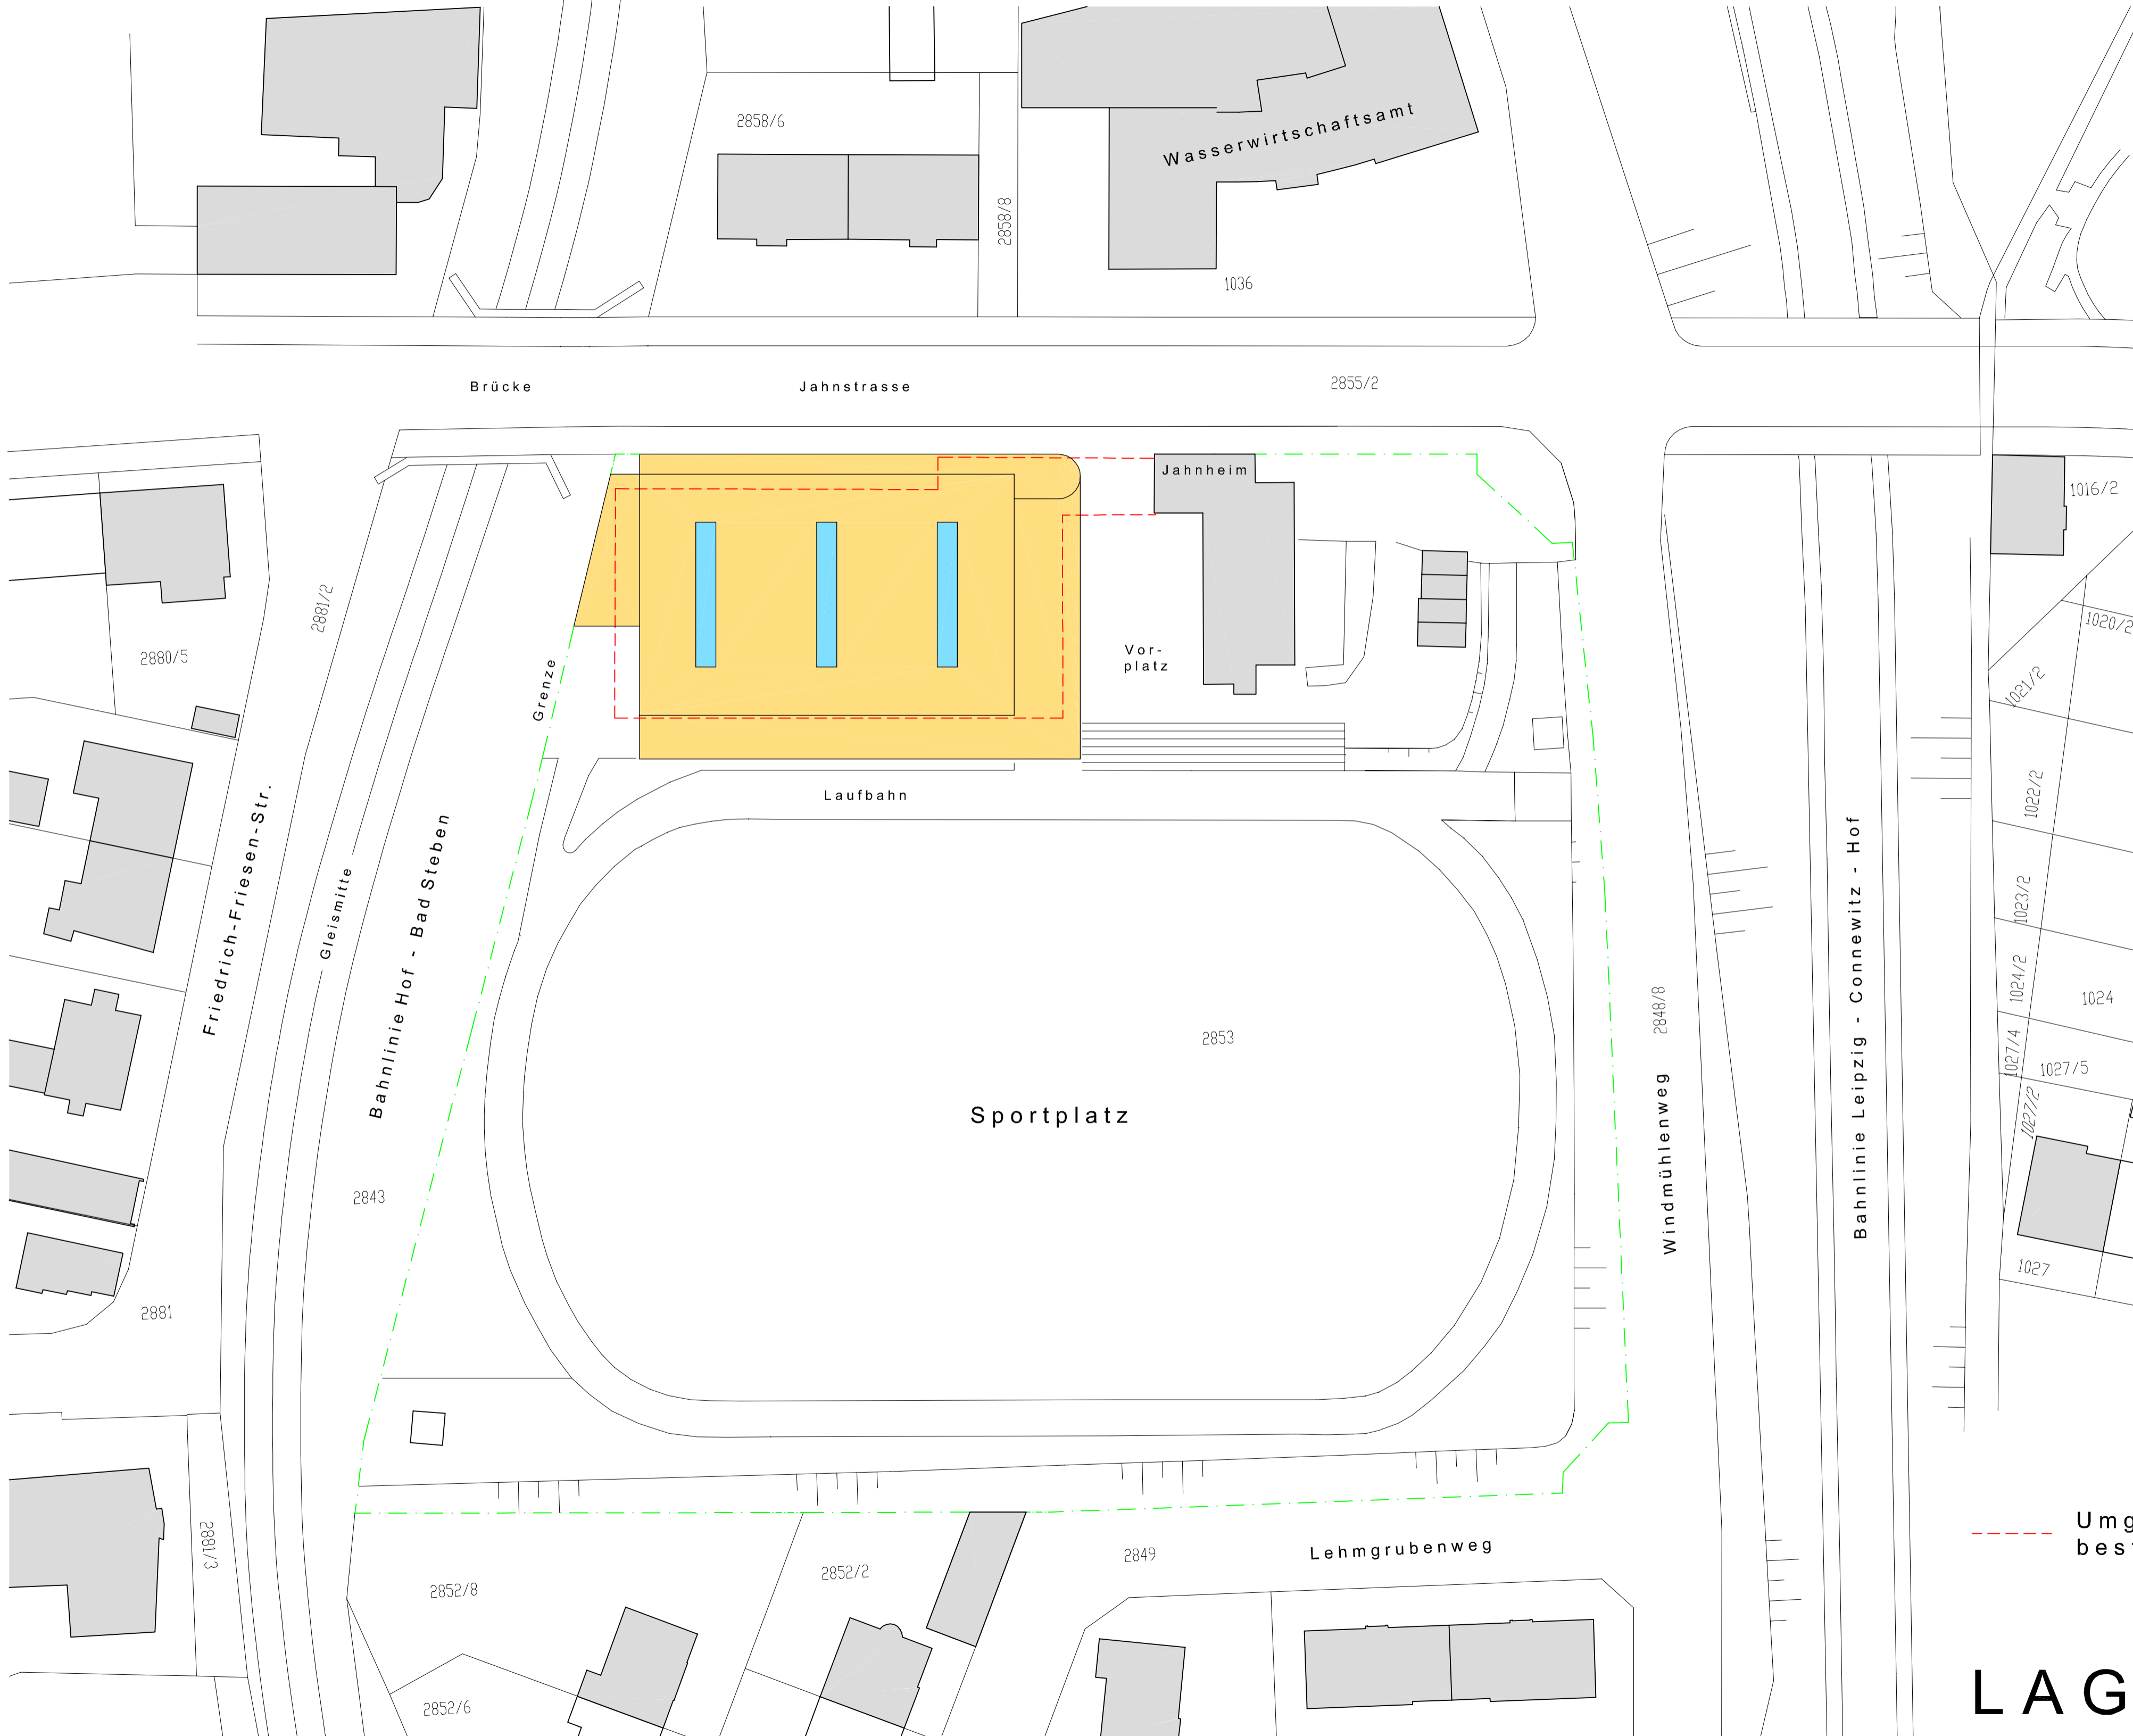 2858/6
Wasserwirtschaftsamt
2858/8
1036
Brücke
Jahnstrasse
2855/2
Jahnheim
1016/2
2881/2
1020/2
2880/5
Vor-
platz
Grenze
1021/2
1022/2
Laufbahn
Friedrich-Friesen-Str.
Gleismitte
Bahnlinie Hof - Bad Steben
Bahnlinie Leipzig - Connewitz - Hof
1023/2
1024/2
1024
2848/8
2853
1027/4
1027/5
Sportplatz
1027/2
Windmühlenweg
2843
1027
2881
Umg
best
2881/3
2849
Lehmgrubenweg
2852/2
2852/8
2852/6
LAG